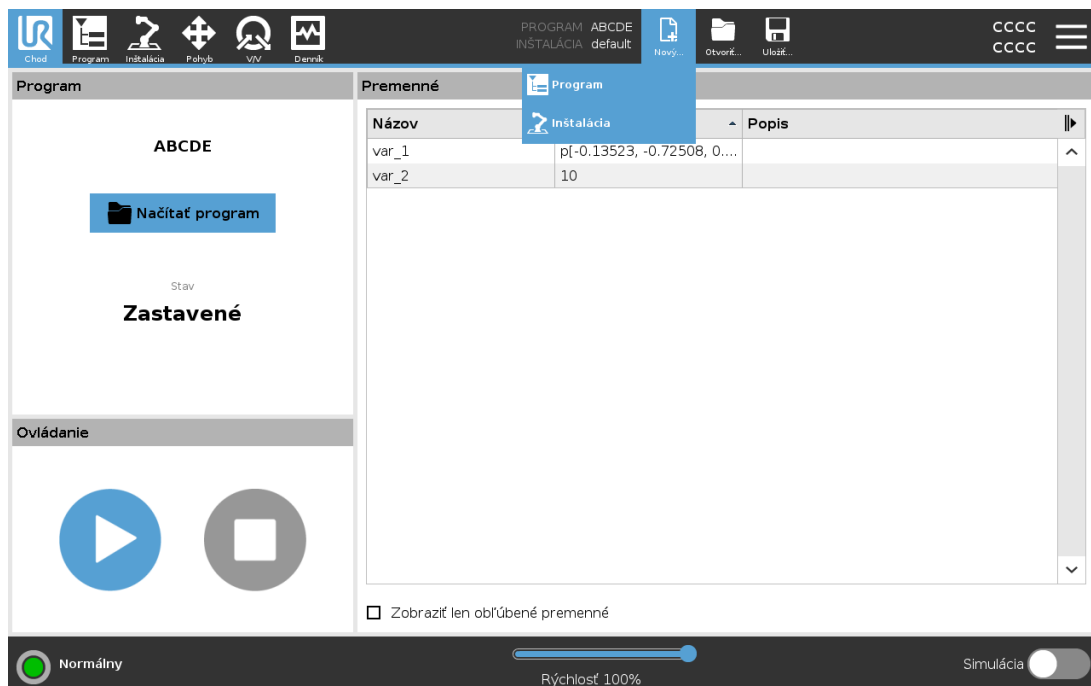 Chod
Program
Inštalácia
Pohyb
V/V
Denník
PROGRAM ABCDE
INŠTALÁCIA default
Nový...
Otvoriť...
Uložiť...
CCCC
CCCC
Program
Inštalácia
Program
ABCDE
Načítať program
Stav
Zastavené
Ovládanie
Premenné
Názov
Popis
var_1 p[-0.13523, -0.72508, 0....
var_2 10
Zobraziť len obľúbené premenné
Normálny
Rýchlosť 100%
Simulácia